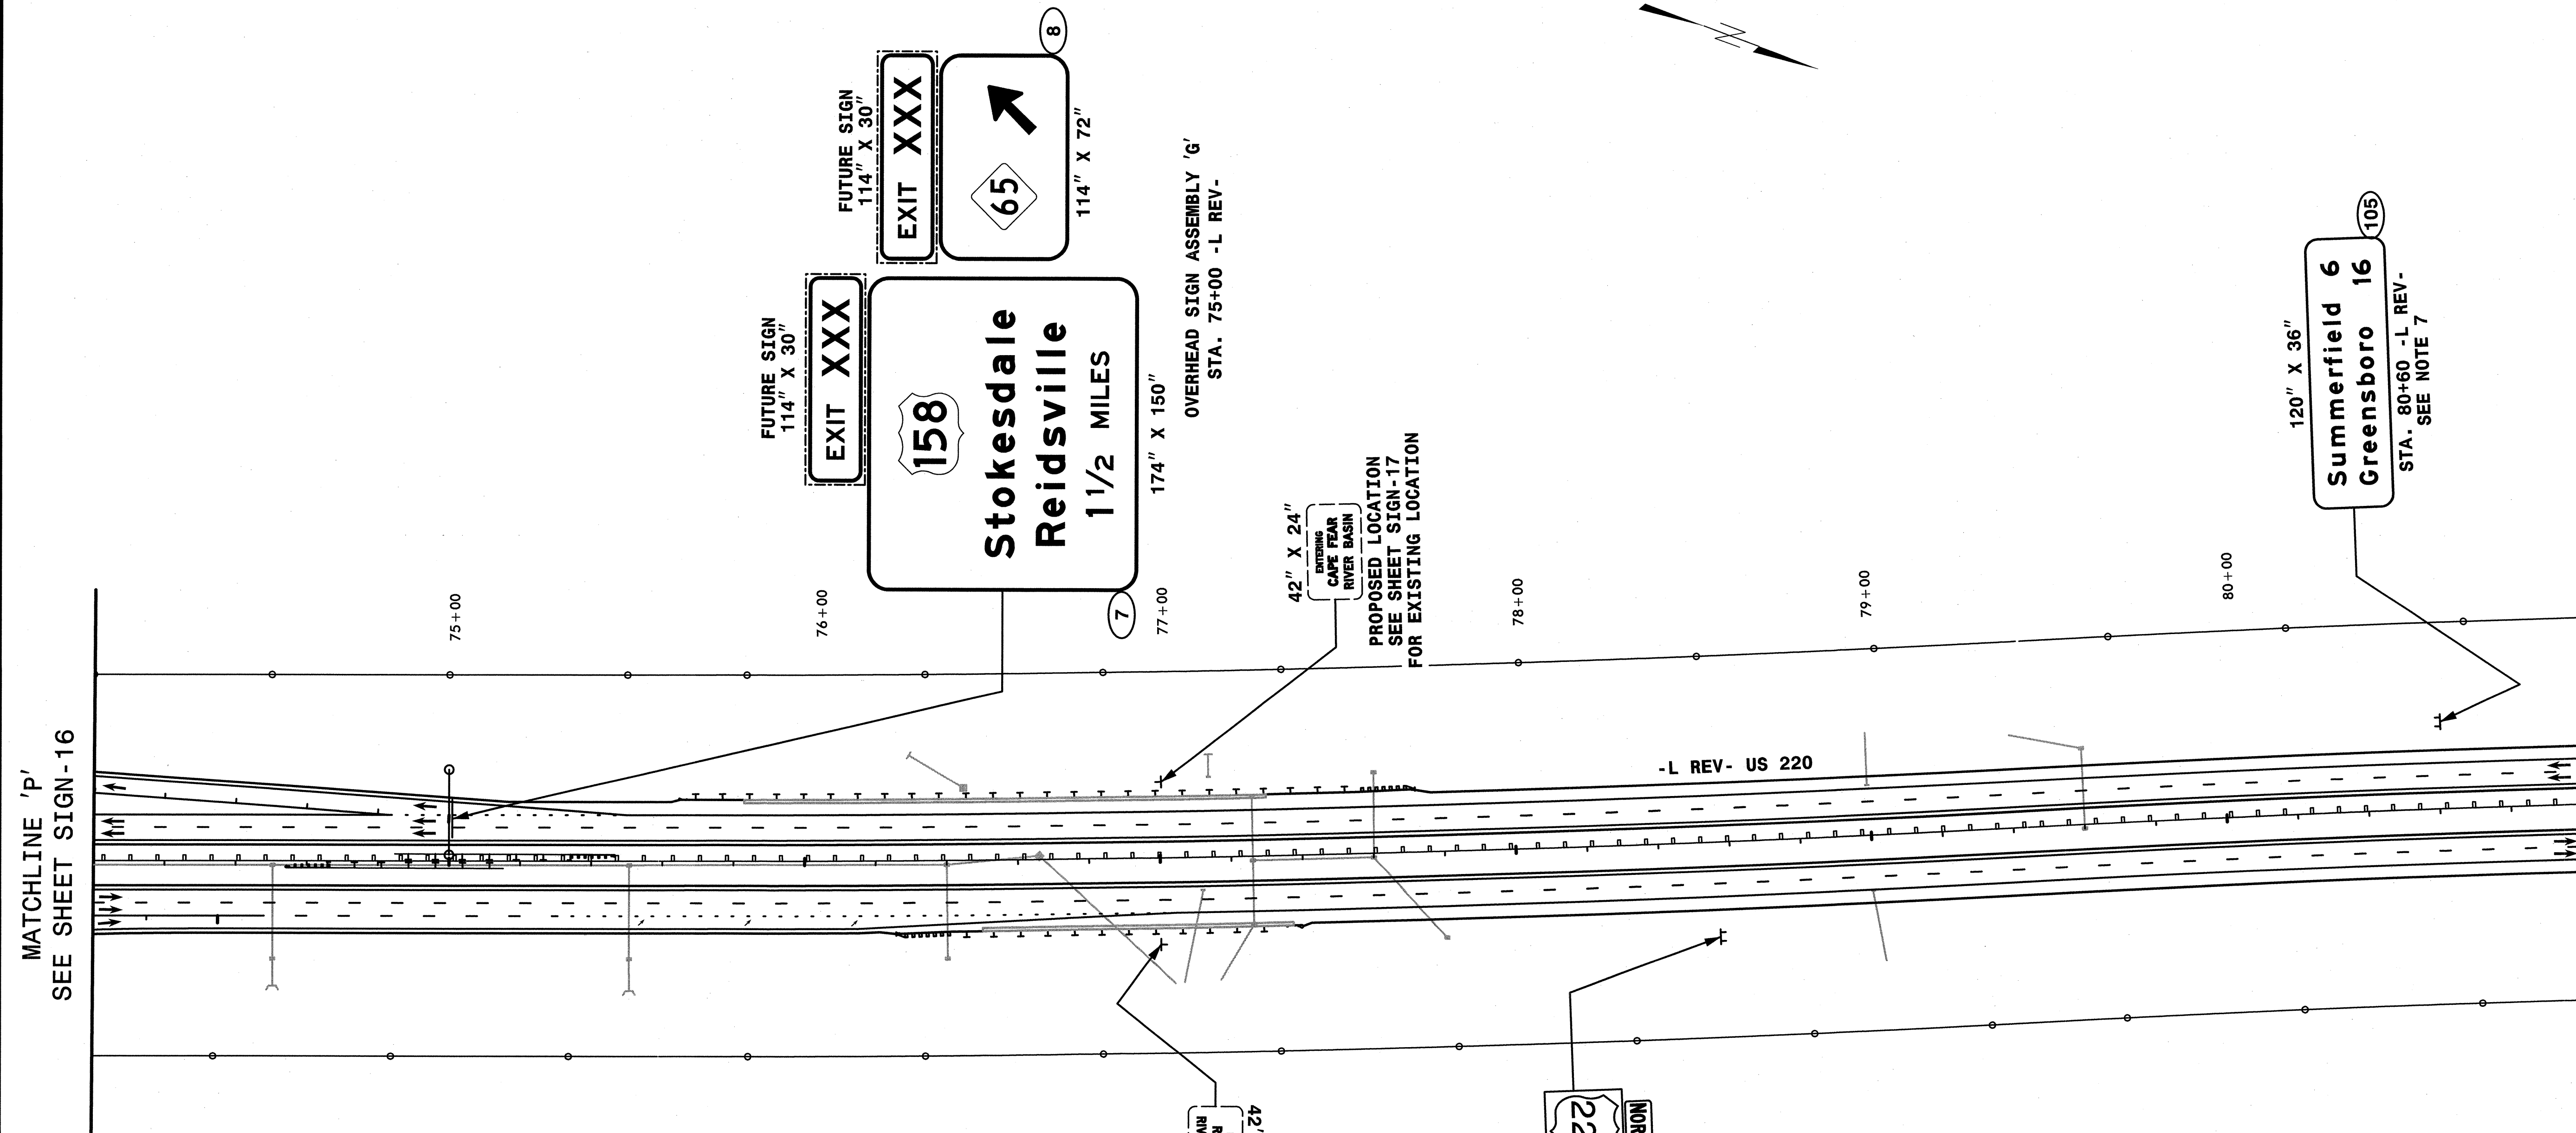 MATCHLINE 'P'
SEE SHEET SIGN-16
FUTURE SIGN
114" X 30"
EXIT XXX
65
8
114" X 72"
FUTURE SIGN
114" X 30"
EXIT XXX
158
Stokesdale
Reidsville
1 1/2 MILES
7
174" X 150"
OVERHEAD SIGN ASSEMBLY 'G'
STA. 75+00 -L REV-
42" X 24"
ENTERING
CAPE FEAR
RIVER BASIN
PROPOSED LOCATION
SEE SHEET SIGN-17
FOR EXISTING LOCATION
120" X 36"
Summerfield 6
Greensboro 16
105
STA. 80+60 -L REV-
SEE NOTE 7
75+00
76+00
77+00
78+00
79+00
80+00
-L REV- US 220
42"
22
NOR